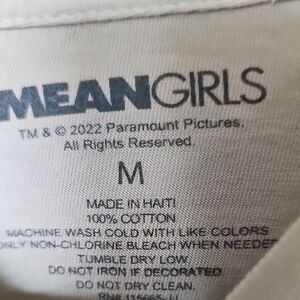 MEANGIRLS
TM & © 2022 Paramount Pictures.
All Rights Reserved.
M
MADE IN HAITI
100% COTTON
MACHINE WASH COLD WITH LIKE COLORS
ONLY NON-CHLORINE BLEACH WHEN NEEDED
TUMBLE DRY LOW
DO NOT IRON IF DECORATED
DO NOT DRY CLEAN.
RN#